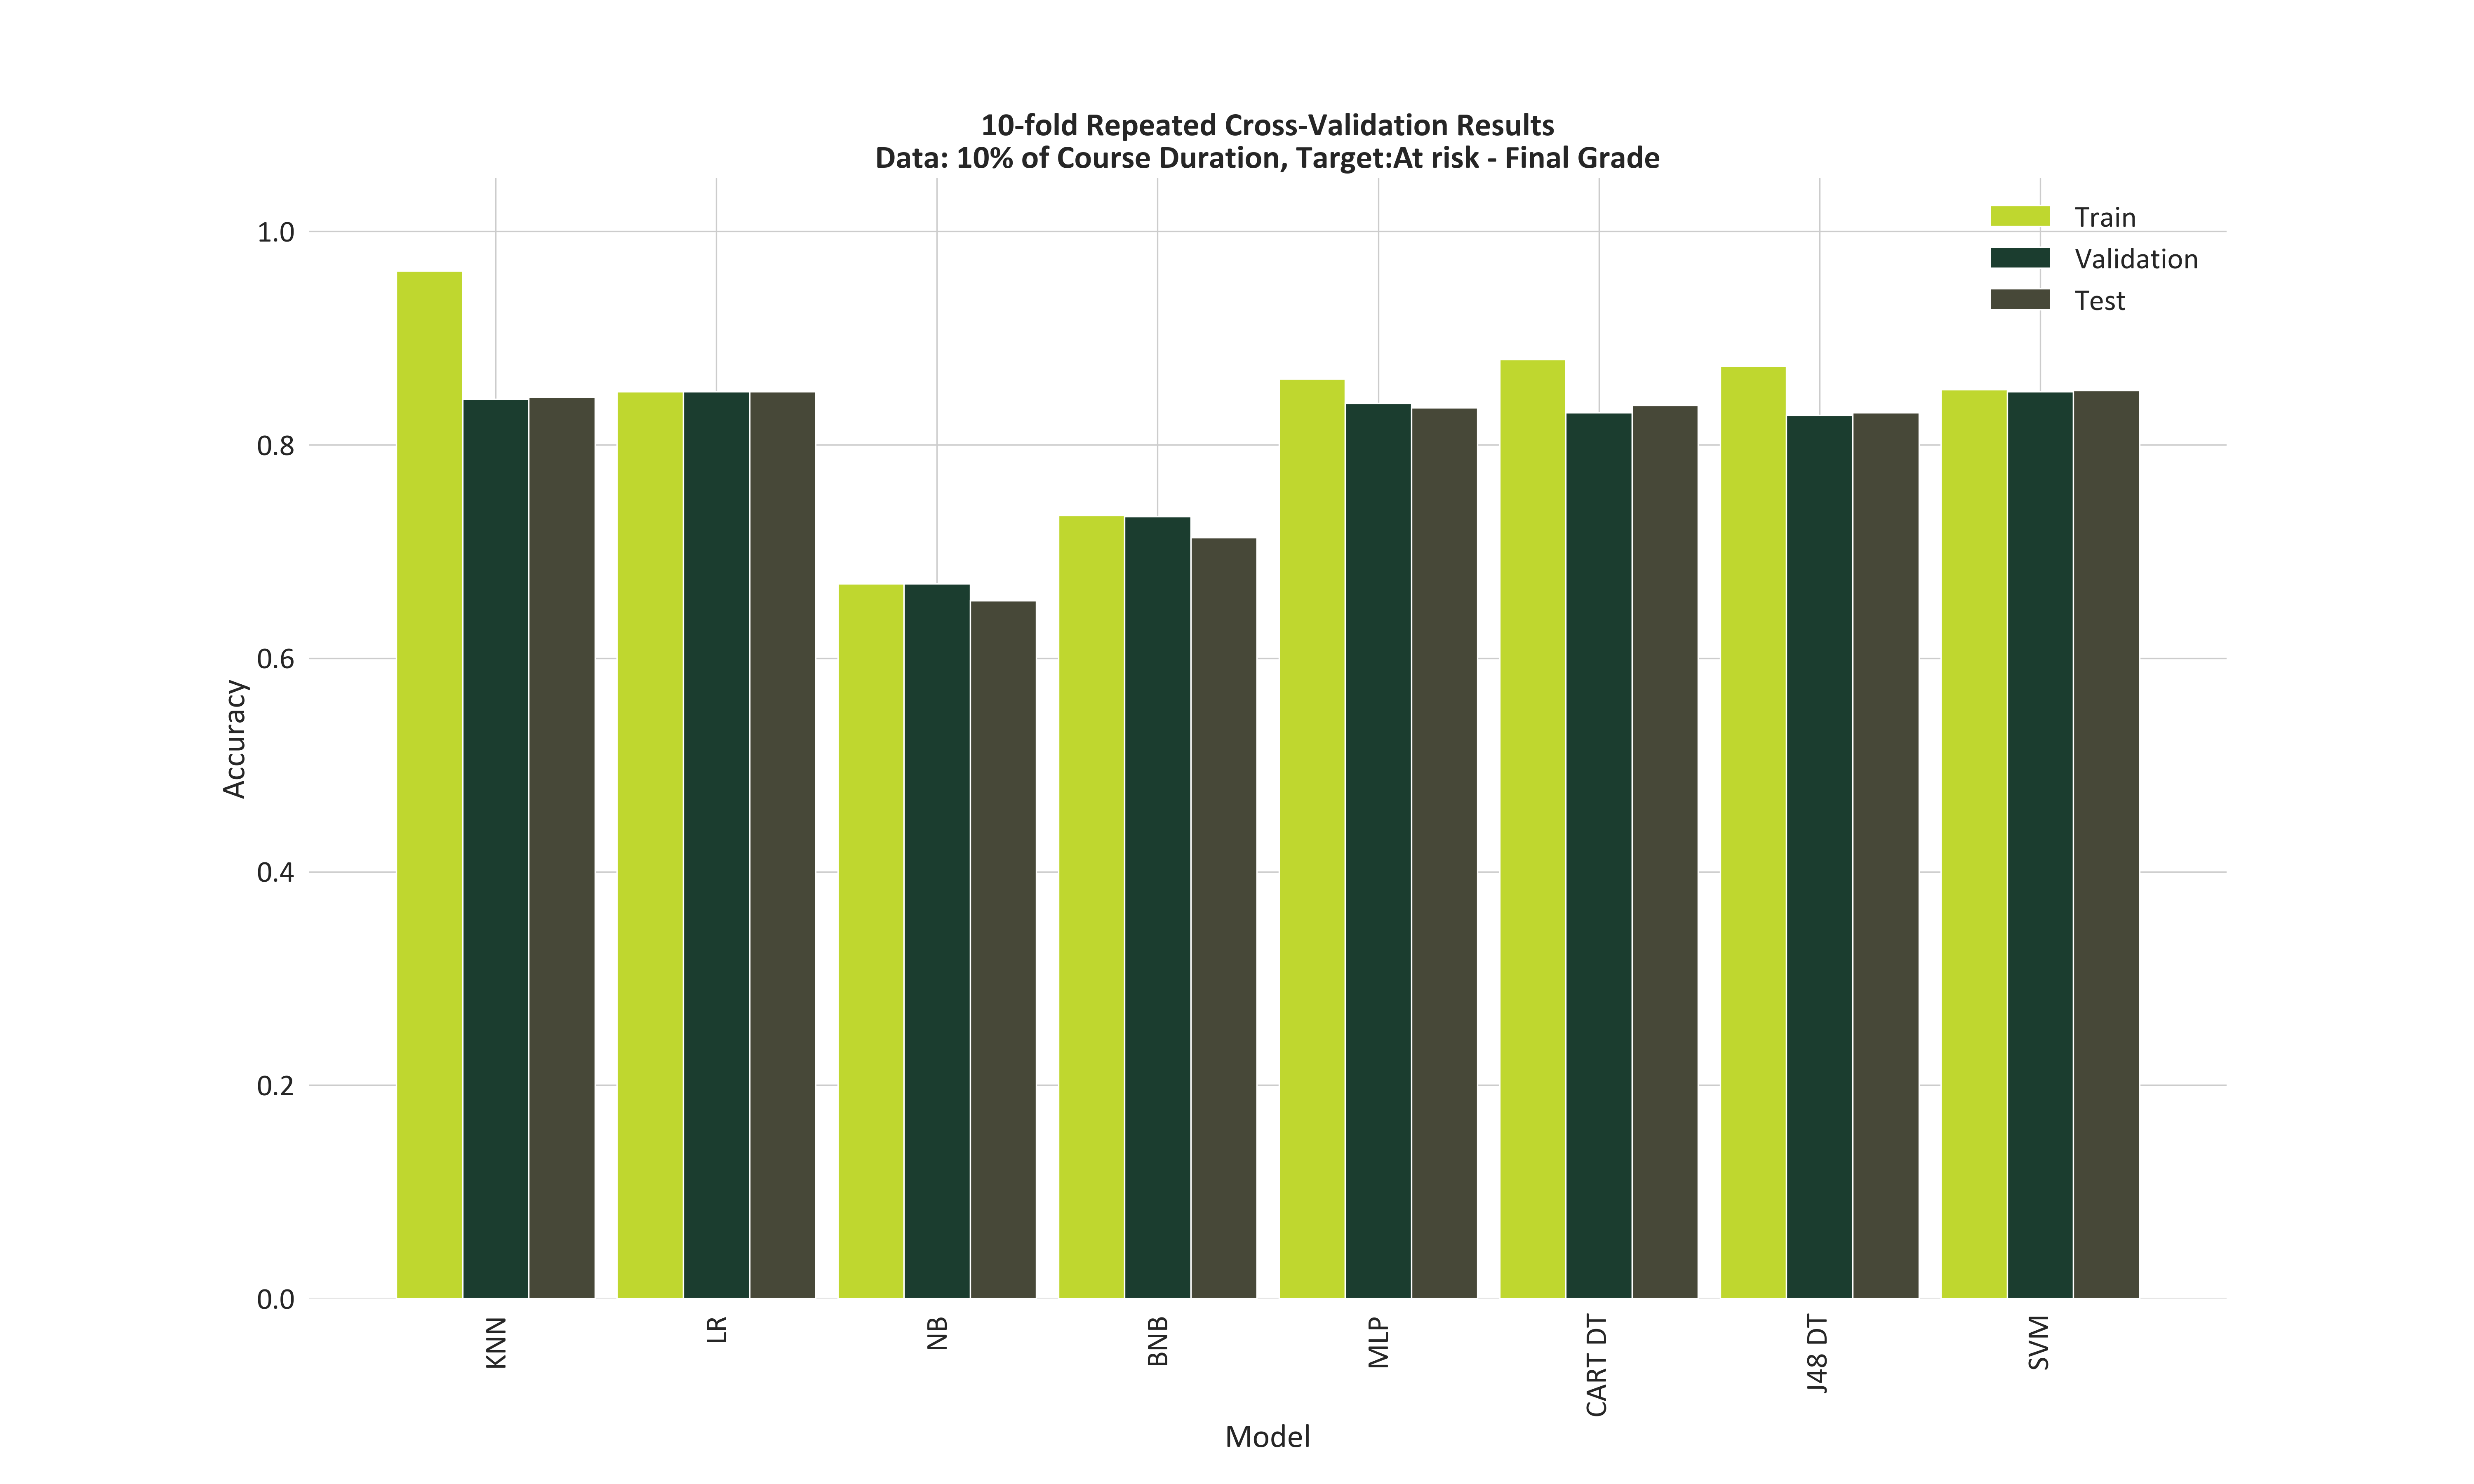 10-fold Repeated Cross-Validation Results
Data: 10% of Course Duration, Target:At risk - Final Grade
Train
Validation
Test
1.0
0.8
0.6
0.4
0.2
0.0
Accuracy
KNN
LR
NB
BNB
MLP
CART DT
J48 DT
SVM
Model